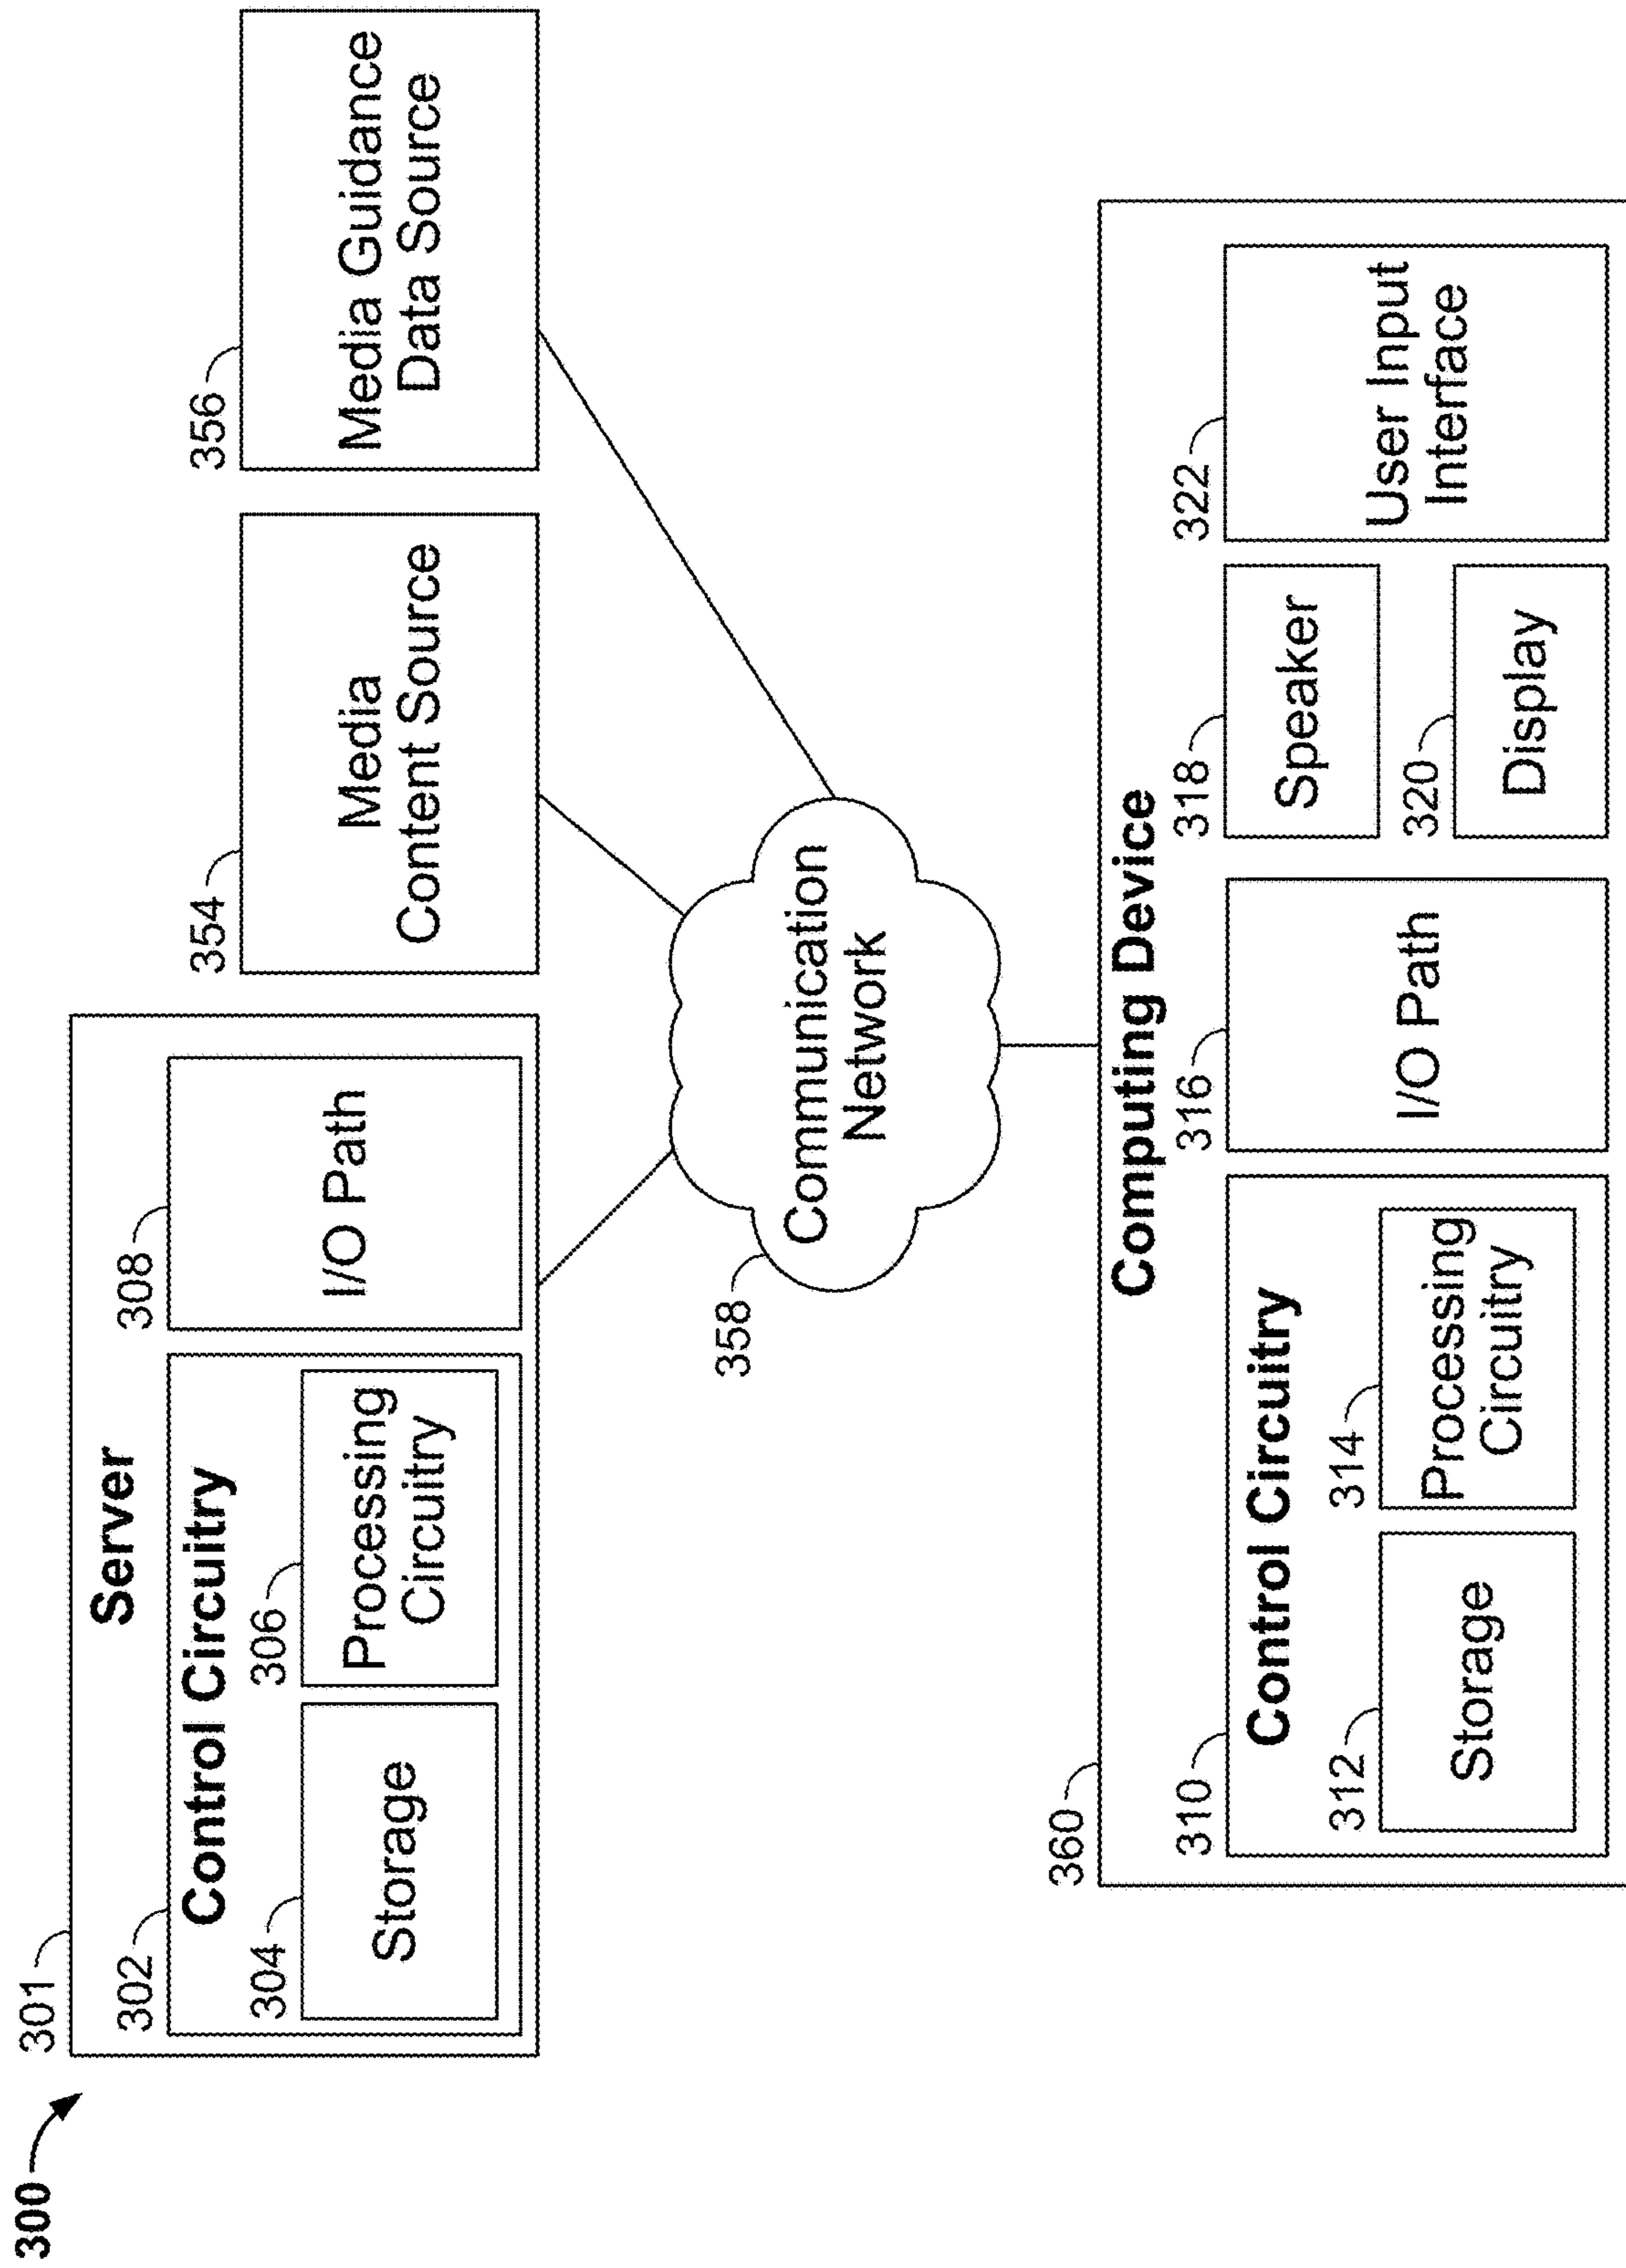 300
301
Server
302
Control Circuitry
304
Storage
306
Processing
Circuitry
308
I/O Path
354
Media
Content Source
356
Media Guidance
Data Source
358
Communication
Network
360
Computing Device
310
Control Circuitry
312
Storage
314
Processing
Circuitry
316
I/O Path
318
Speaker
320
Display
322
User Input
Interface